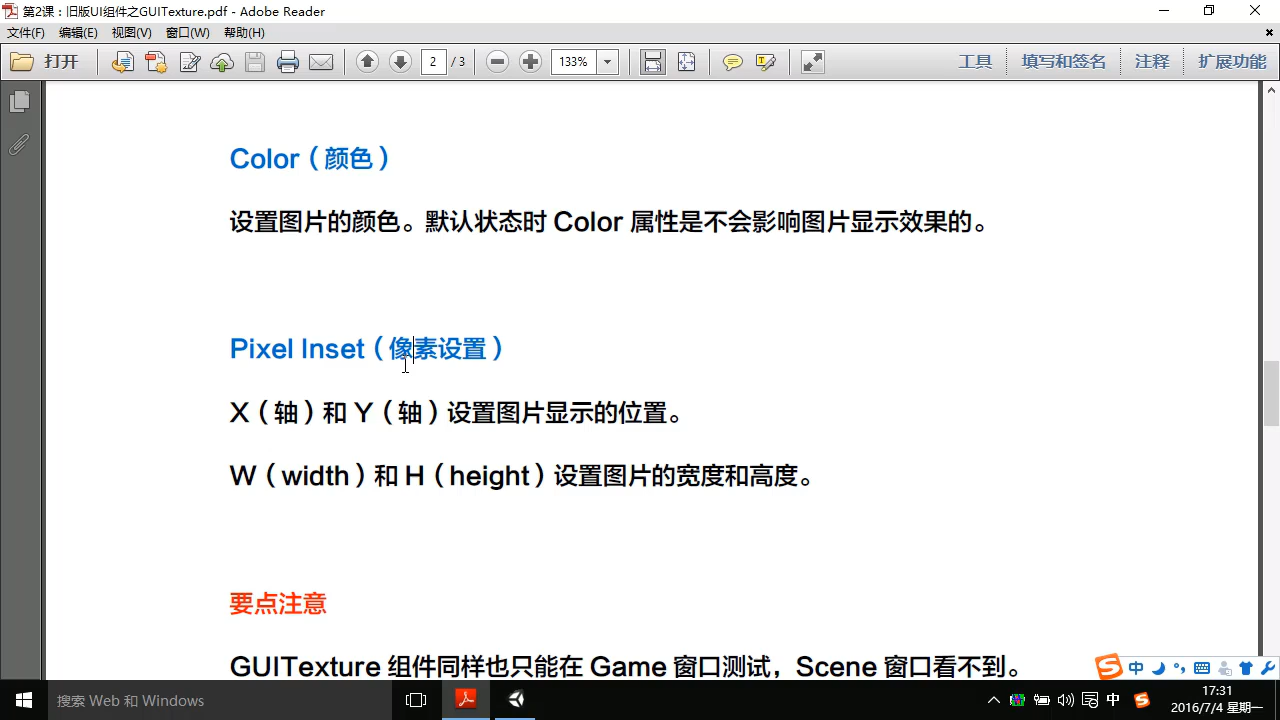 第2课：旧版UI组件之GUITexture.pdf - Adobe Reader
文件(F) 编辑(E) 视图(V) 窗口(W) 帮助(H)
打开 2 / 3 133% 工具 填写和签名 注释 扩展功能
Color（颜色）
设置图片的颜色。默认状态时 Color 属性是不会影响图片显示效果的。
Pixel Inset（像素设置）
X（轴）和 Y（轴）设置图片显示的位置。
W（width）和 H（height）设置图片的宽度和高度。
要点注意
GUITexture 组件同样也只能在 Game 窗口测试，Scene 窗口看不到。
S 中
搜索 Web 和 Windows
中 S 17:31
2016/7/4 星期一